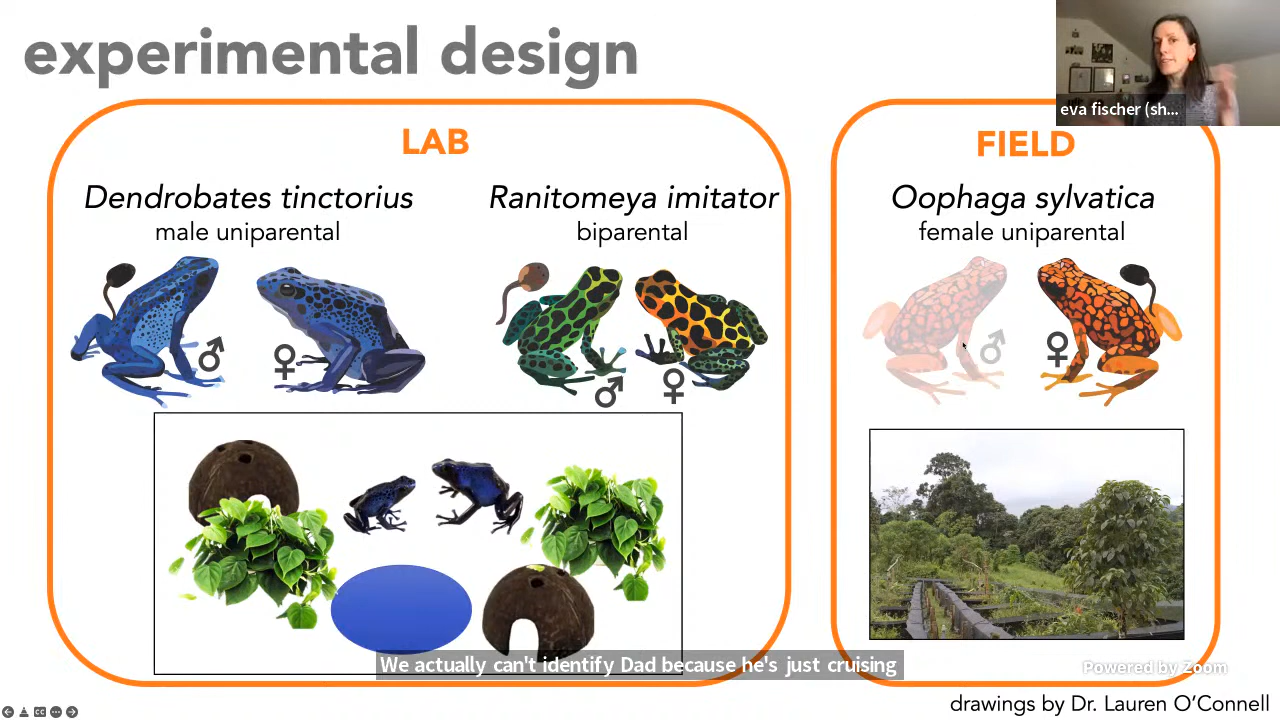 experimental design
eva fischer (sh...
LAB
FIELD
Dendrobates tinctorius
male uniparental
Ranitomeya imitator
biparental
Oophaga sylvatica
female uniparental
♂
♀
♂
♀
♂
♀
We actually can't identify Dad because he's just cruising
Powered by Zoom
drawings by Dr. Lauren O'Connell